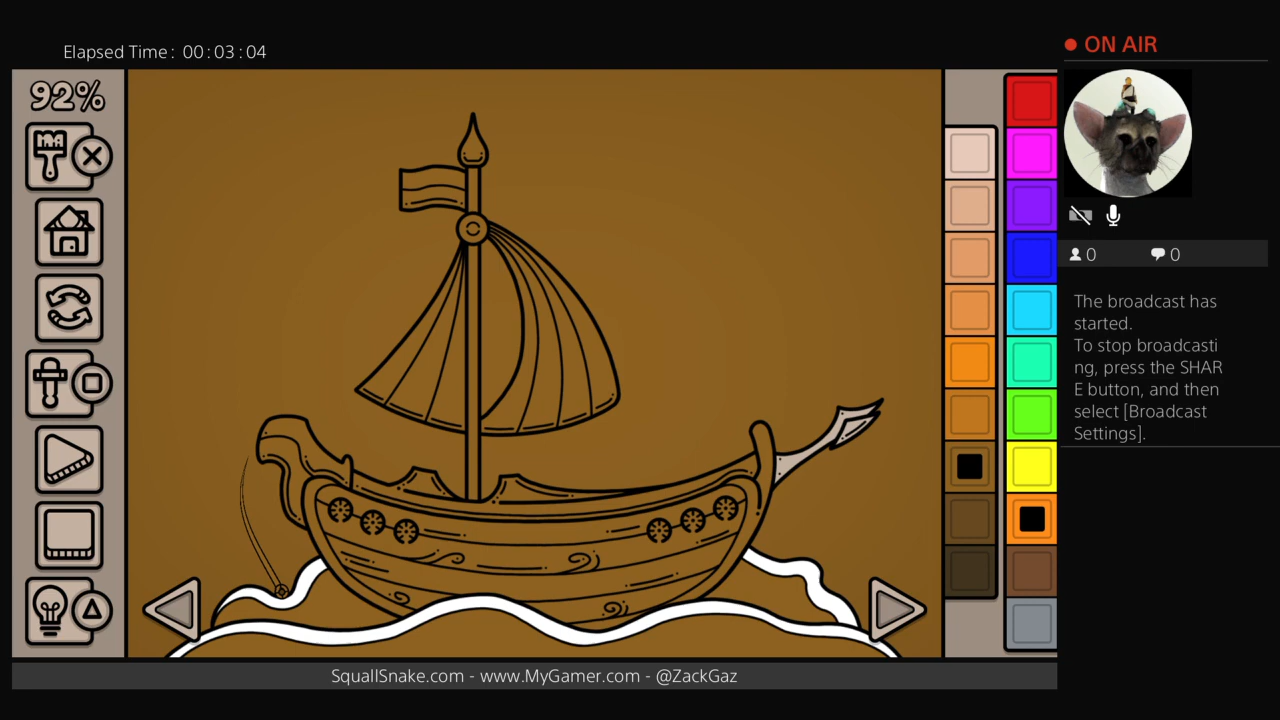 Elapsed Time: 00:03:04
ON AIR
92%
0 0
The broadcast has
started.
To stop broadcasti
ng, press the SHAR
E button, and then
select [Broadcast
Settings].
SquallSnake.com - www.MyGamer.com - @ZackGaz